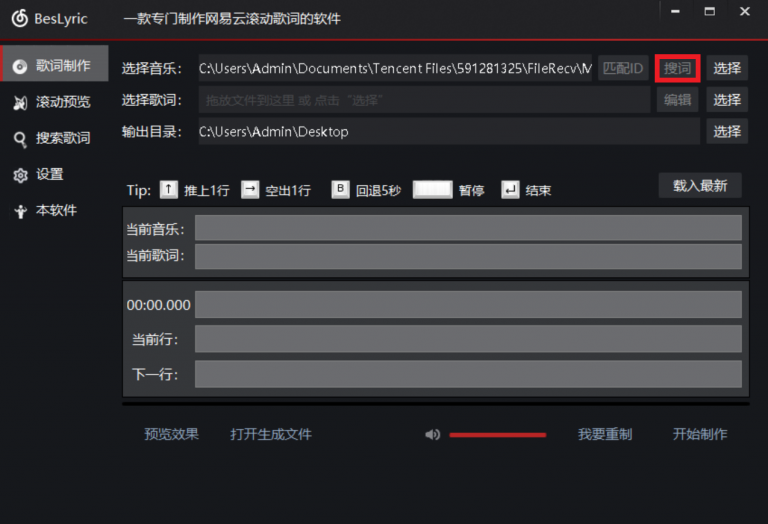 BesLyric 一款专门制作网易云滚动歌词的软件
歌词制作
滚动预览
搜索歌词
设置
本软件
选择音乐： C:\Users\Admin\Documents\Tencent Files\591281325\FileRecv\M 匹配ID 搜词 选择
选择歌词： 拖放文件到这里 或 点击“选择” 编辑 选择
输出目录： C:\Users\Admin\Desktop 选择
Tip: ↑ 推上1行 → 空出1行 B 回退5秒 暂停 ↵ 结束 载入最新
当前音乐：
当前歌词：
00:00.000
当前行：
下一行：
预览效果 打开生成文件 我要重制 开始制作